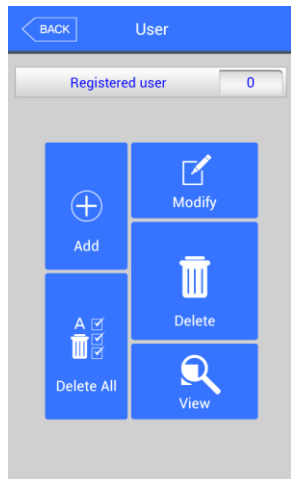 BACK
User
Registered user 0
Add
Modify
A
Delete All
Delete
View